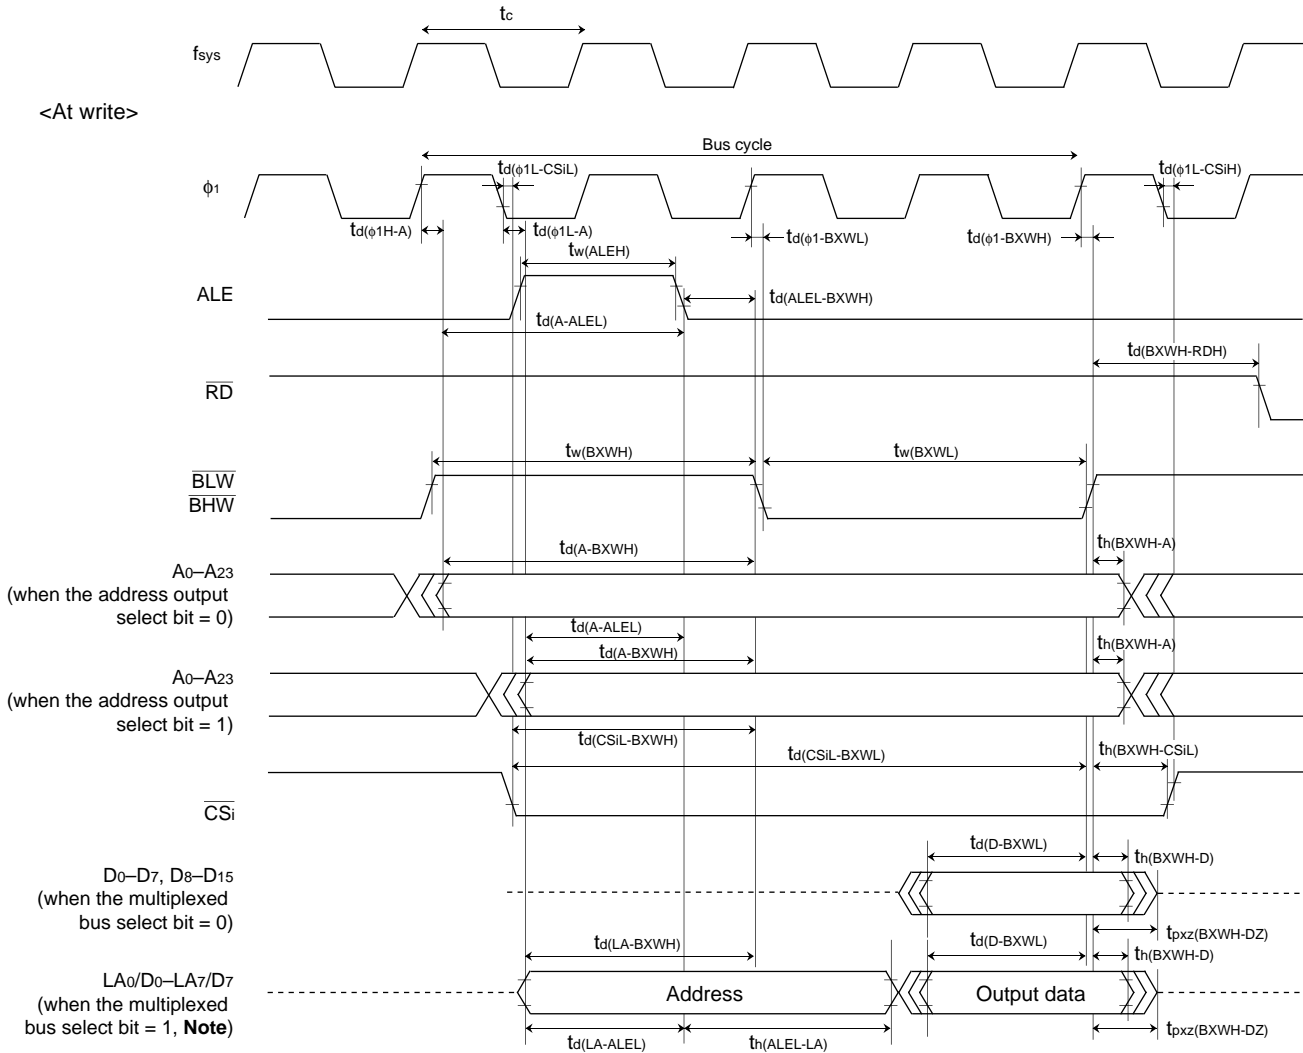 tc
fsys
<At write>
Bus cycle
td(φ1L-CSiL)
td(φ1L-CSiH)
φ1
td(φ1H-A)
td(φ1L-A)
td(φ1-BXWL)
td(φ1-BXWH)
tw(ALEH)
ALE
td(ALEL-BXWH)
td(A-ALEL)
td(BXWH-RDH)
RD
tw(BXWH)
tw(BXWL)
BLW
BHW
td(A-BXWH)
th(BXWH-A)
A0–A23
(when the address output
select bit = 0)
td(A-ALEL)
td(A-BXWH)
th(BXWH-A)
A0–A23
(when the address output
select bit = 1)
td(CSiL-BXWH)
td(CSiL-BXWL)
th(BXWH-CSiL)
CSi
td(D-BXWL)
th(BXWH-D)
D0–D7, D8–D15
(when the multiplexed
bus select bit = 0)
tpxz(BXWH-DZ)
td(LA-BXWH)
td(D-BXWL)
th(BXWH-D)
LA0/D0–LA7/D7
(when the multiplexed
bus select bit = 1, Note)
Address
Output data
td(LA-ALEL)
th(ALEL-LA)
tpxz(BXWH-DZ)